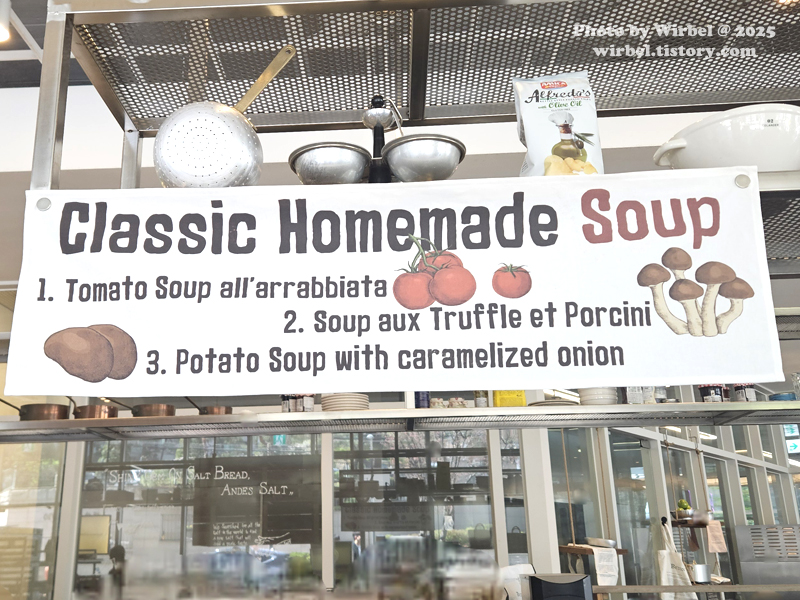 Photo by Wirbel @ 2025
wirbel.tistory.com
Alfredo's
with Olive Oil
Classic Homemade Soup
1. Tomato Soup all'arrabbiata
2. Soup aux Truffle et Porcini
3. Potato Soup with caramelized onion
Salt Bread,
Andes Salt